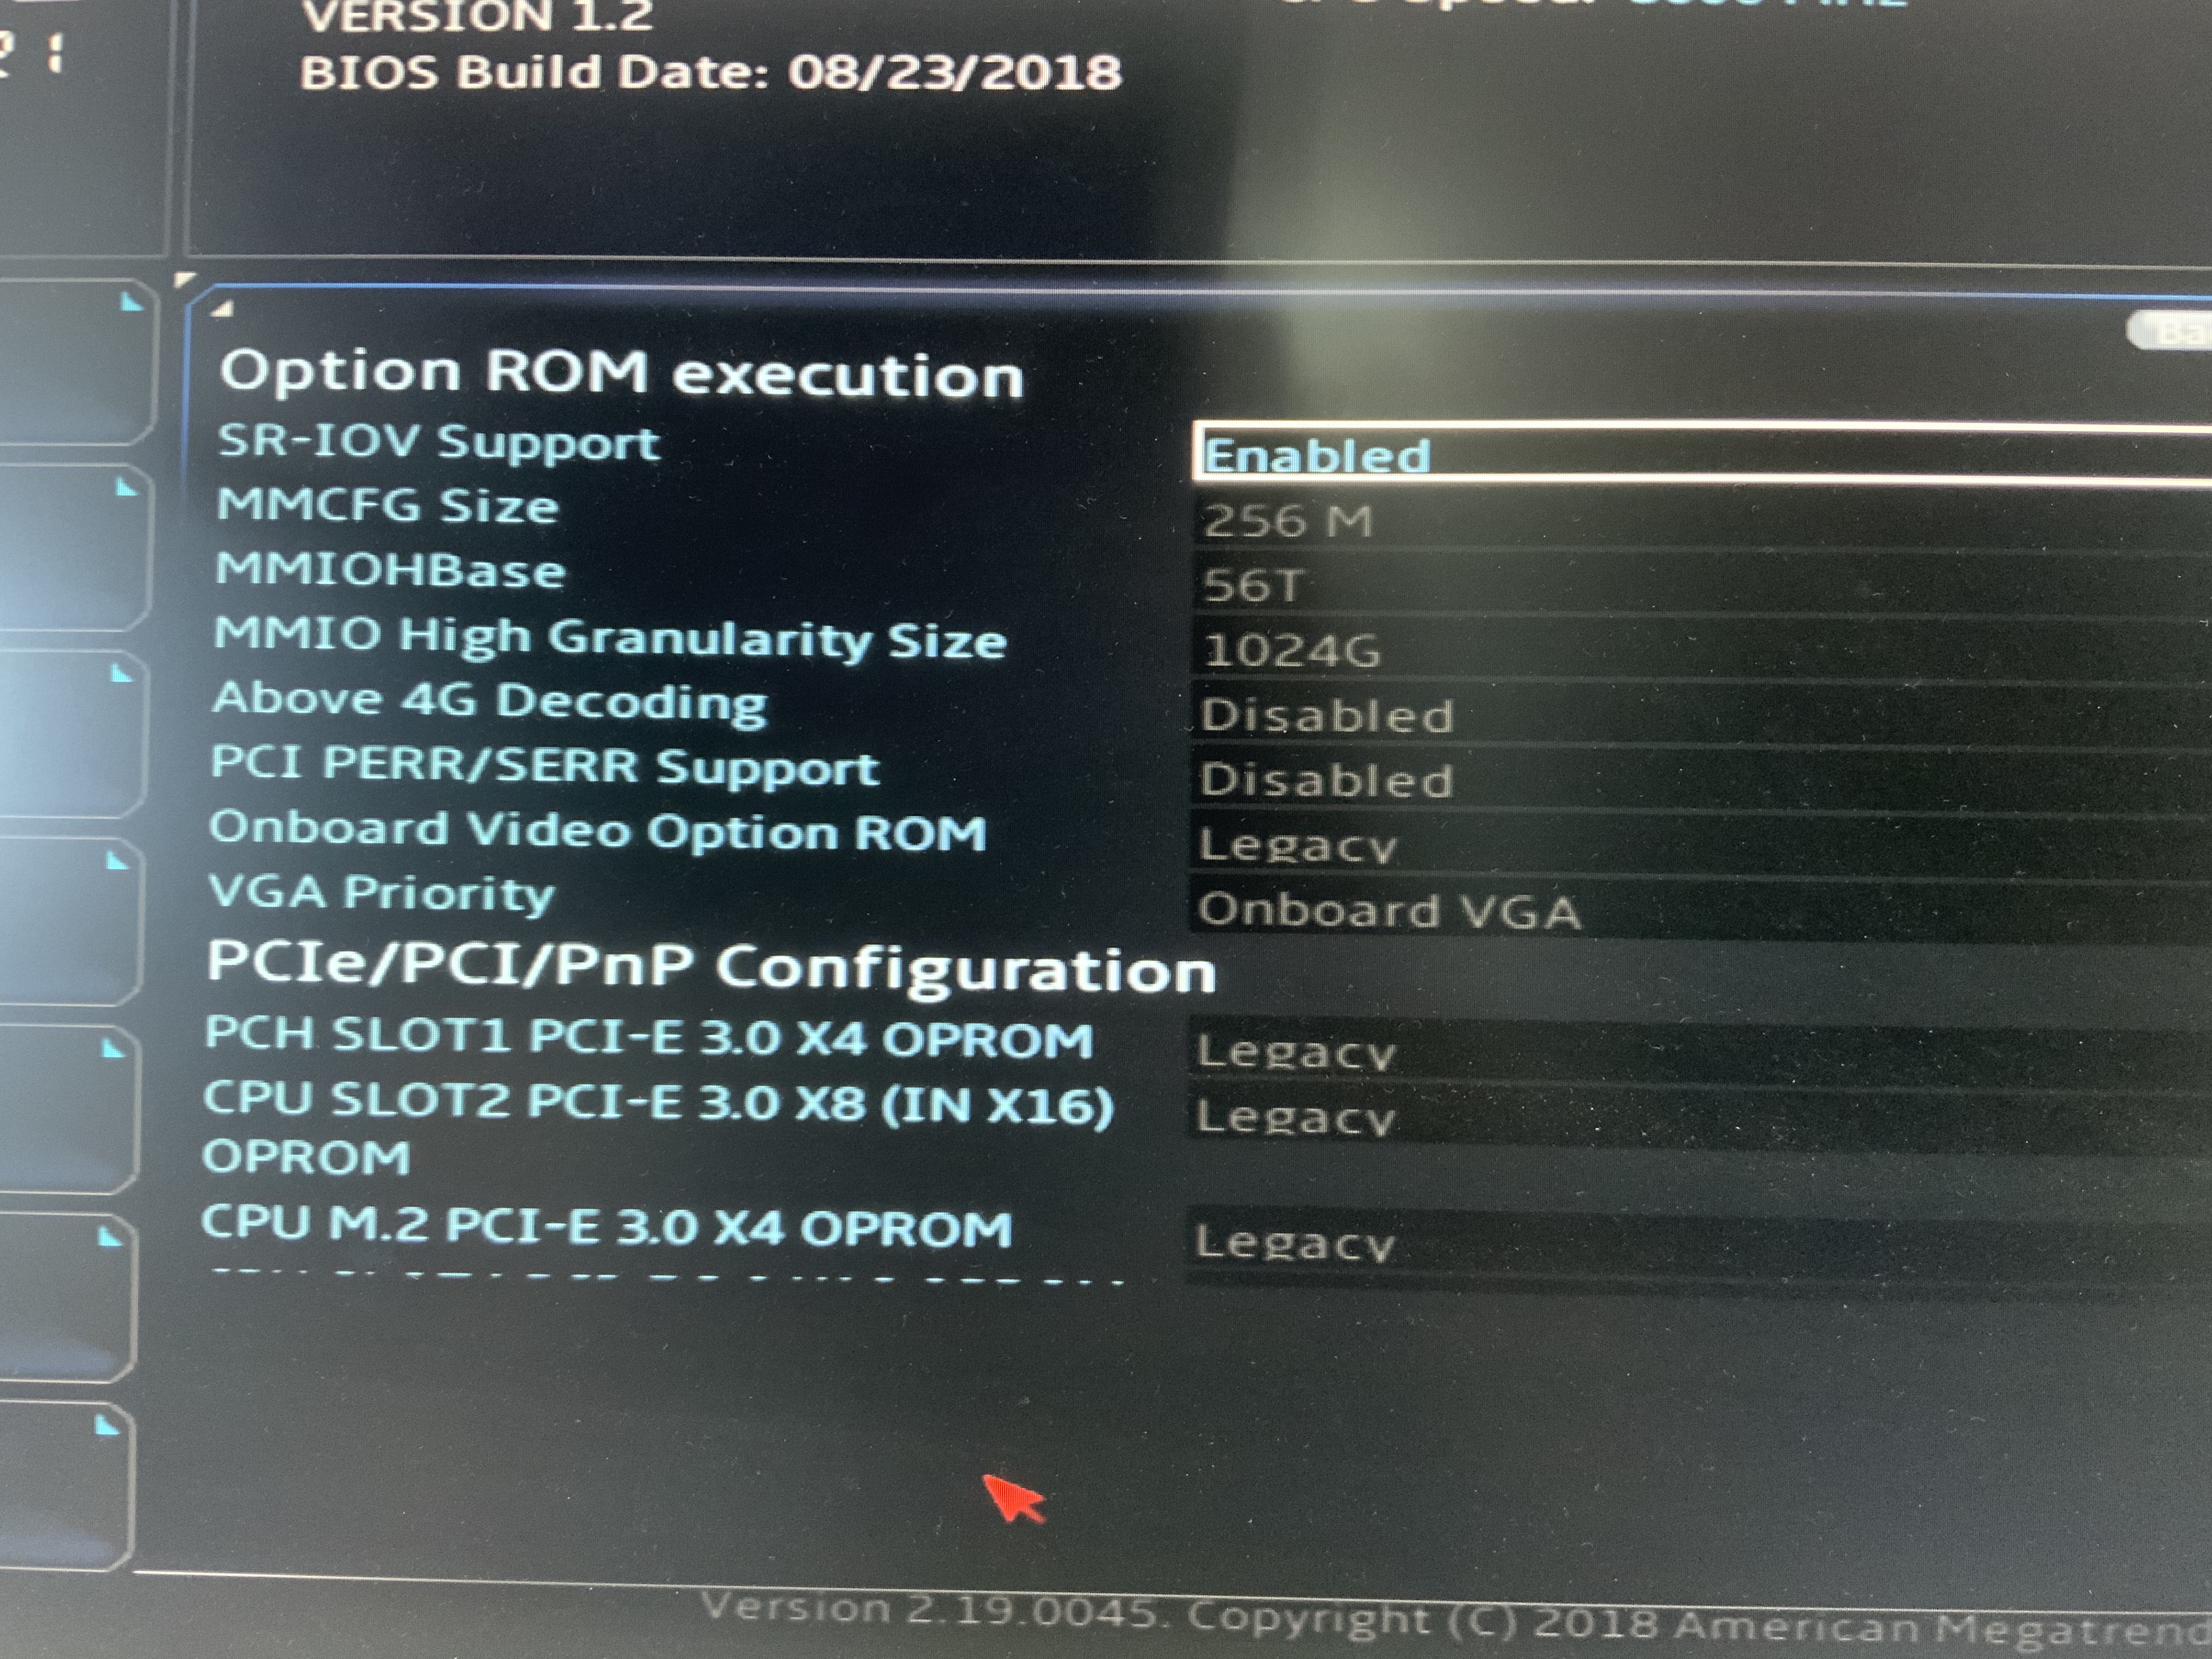 VERSION 1.2
BIOS Build Date: 08/23/2018
Option ROM execution
SR-IOV Support Enabled
MMCFG Size 256 M
MMIOHBase 56T
MMIO High Granularity Size 1024G
Above 4G Decoding Disabled
PCI PERR/SERR Support Disabled
Onboard Video Option ROM Legacy
VGA Priority Onboard VGA
PCIe/PCI/PnP Configuration
PCH SLOT1 PCI-E 3.0 X4 OPROM Legacy
CPU SLOT2 PCI-E 3.0 X8 (IN X16) Legacy
OPROM
CPU M.2 PCI-E 3.0 X4 OPROM Legacy
Version 2.19.0045. Copyright (C) 2018 American Megatrend